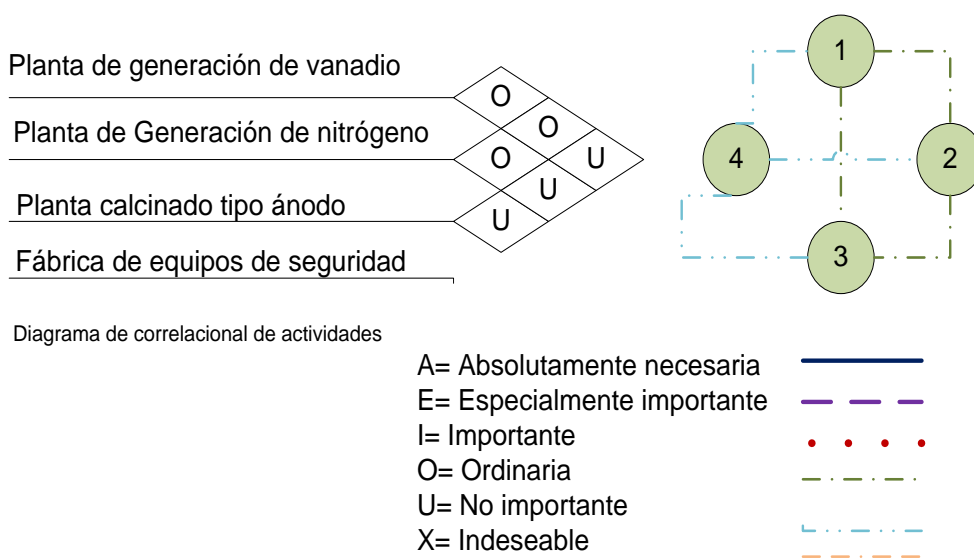 Planta de generación de vanadio
Planta de Generación de nitrógeno
Planta calcinado tipo ánodo
Fábrica de equipos de seguridad
O
O
O
U
U
U
1
4
2
3
Diagrama de correlacional de actividades
A= Absolutamente necesaria
E= Especialmente importante
I= Importante
O= Ordinaria
U= No importante
X= Indeseable